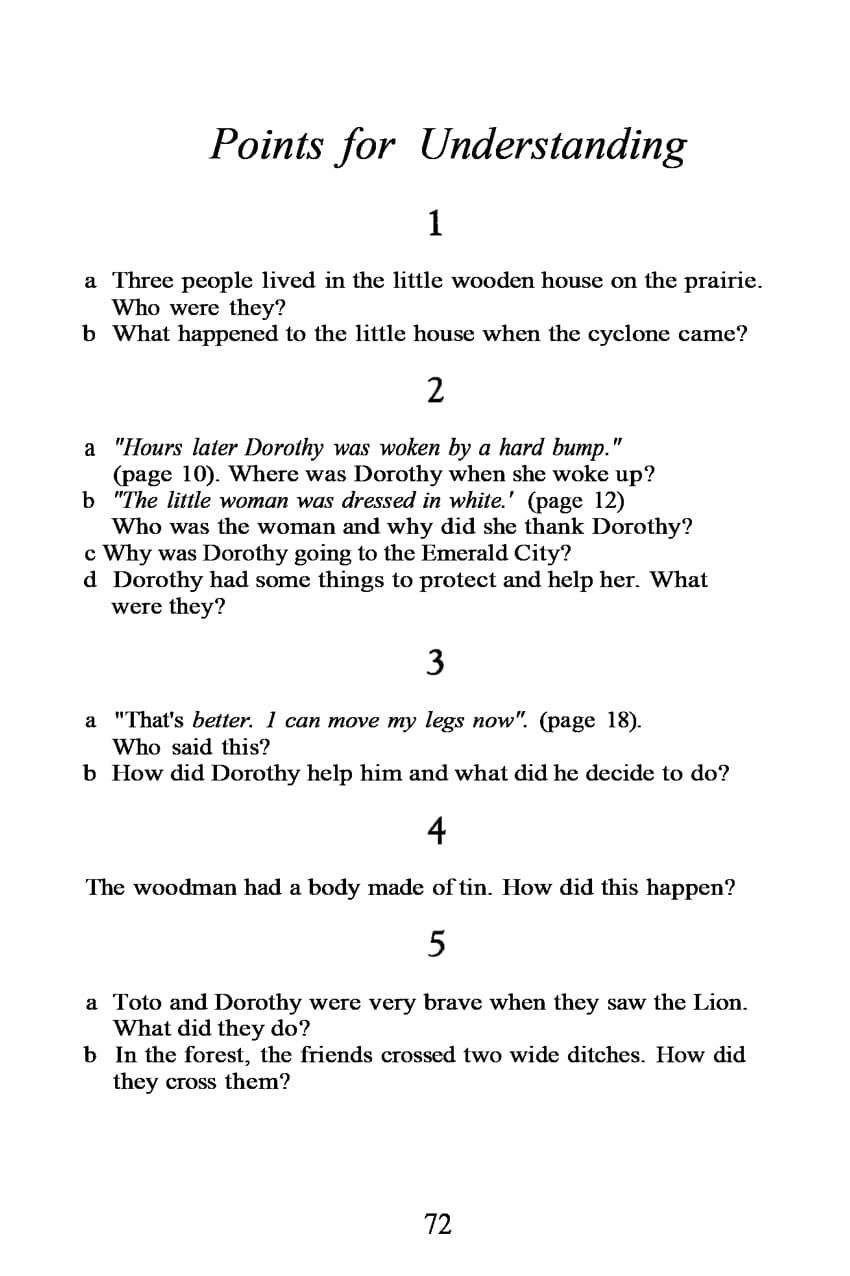 Points for Understanding
1
a Three people lived in the little wooden house on the prairie.
Who were they?
b What happened to the little house when the cyclone came?
2
a "Hours later Dorothy was woken by a hard bump."
(page 10). Where was Dorothy when she woke up?
b "The little woman was dressed in white.' (page 12)
Who was the woman and why did she thank Dorothy?
c Why was Dorothy going to the Emerald City?
d Dorothy had some things to protect and help her. What
were they?
3
a "That's better. 1 can move my legs now". (page 18).
Who said this?
b How did Dorothy help him and what did he decide to do?
4
The woodman had a body made of tin. How did this happen?
5
a Toto and Dorothy were very brave when they saw the Lion.
What did they do?
b In the forest, the friends crossed two wide ditches. How did
they cross them?
72